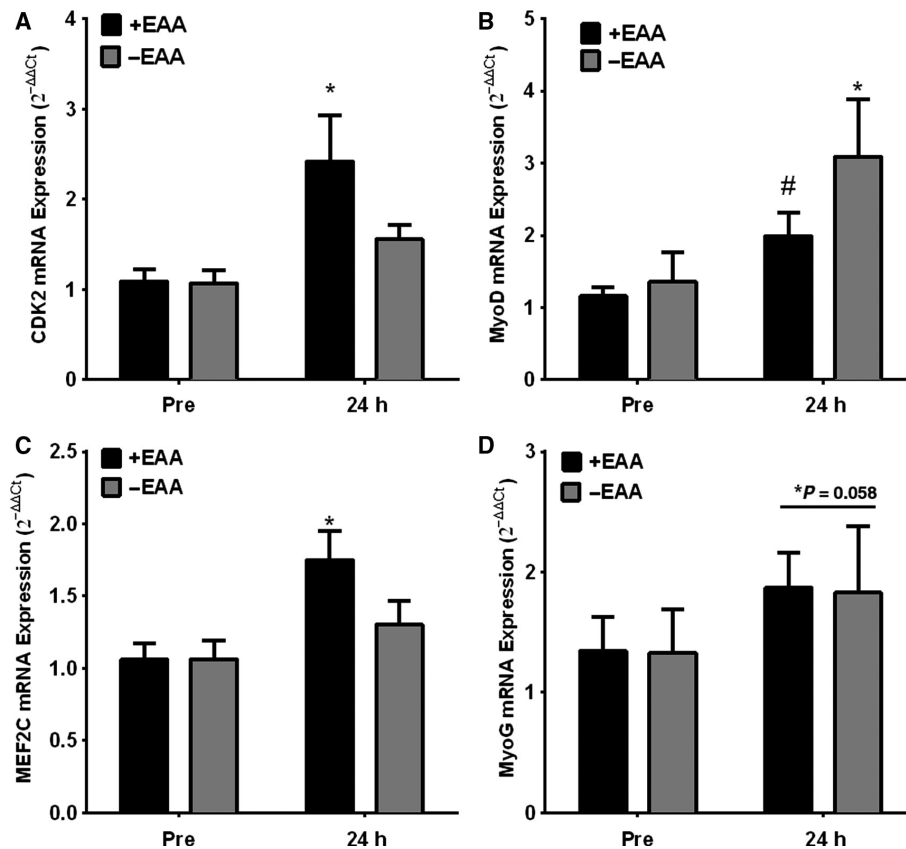 A
CDK2 mRNA Expression (2^−ΔΔCt)
4
3
2
1
0
+EAA
−EAA
*
Pre
24 h
B
MyoD mRNA Expression (2^−ΔΔCt)
5
4
3
2
1
0
+EAA
−EAA
#
*
Pre
24 h
C
MEF2C mRNA Expression (2^−ΔΔCt)
2.5
2.0
1.5
1.0
0.5
0.0
+EAA
−EAA
*
Pre
24 h
D
MyoG mRNA Expression (2^−ΔΔCt)
3
2
1
0
+EAA
−EAA
*P = 0.058
Pre
24 h